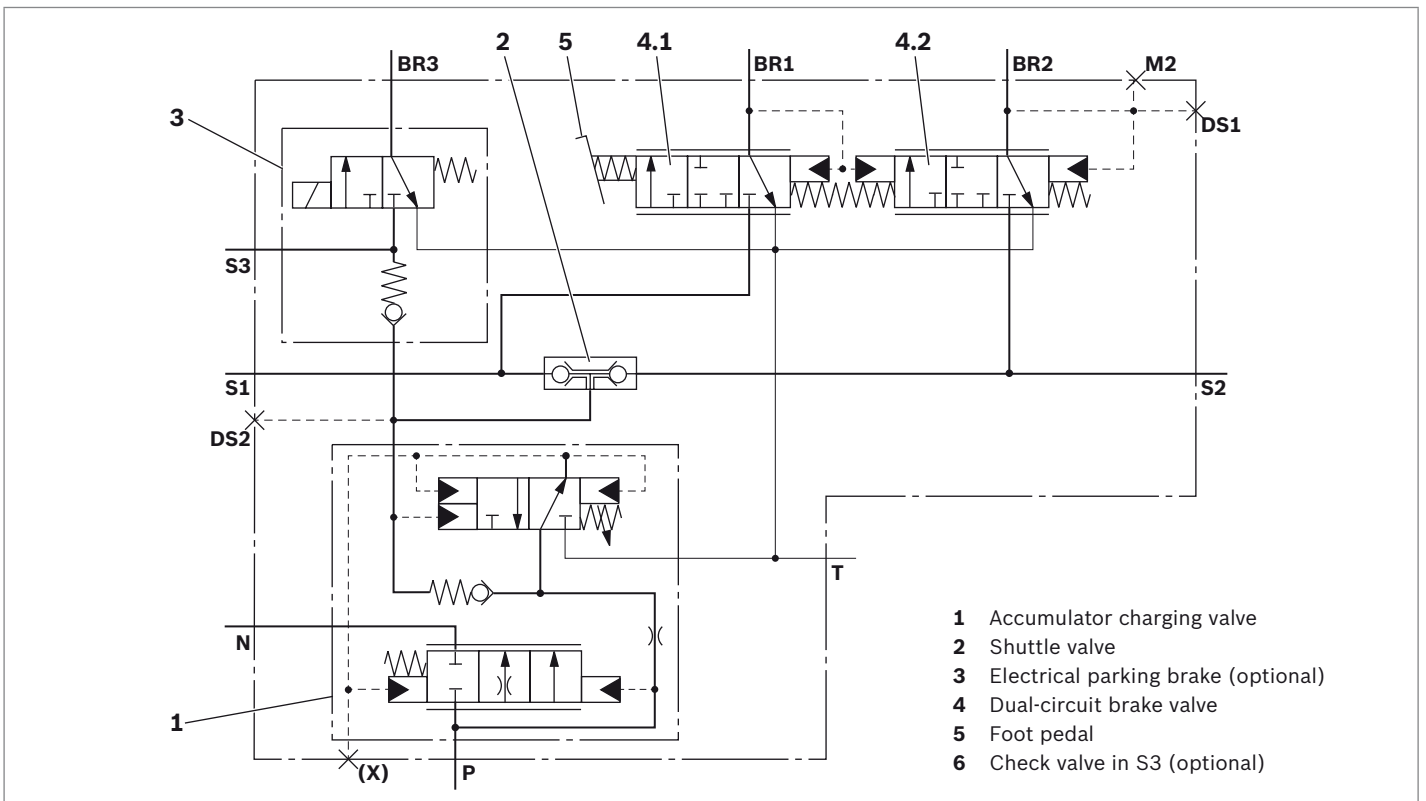 2 5 4.1 4.2
BR3 BR1 BR2 M2
3
DS1
S3
S1 S2
DS2
T
N
1
(X) P
1 Accumulator charging valve
2 Shuttle valve
3 Electrical parking brake (optional)
4 Dual-circuit brake valve
5 Foot pedal
6 Check valve in S3 (optional)